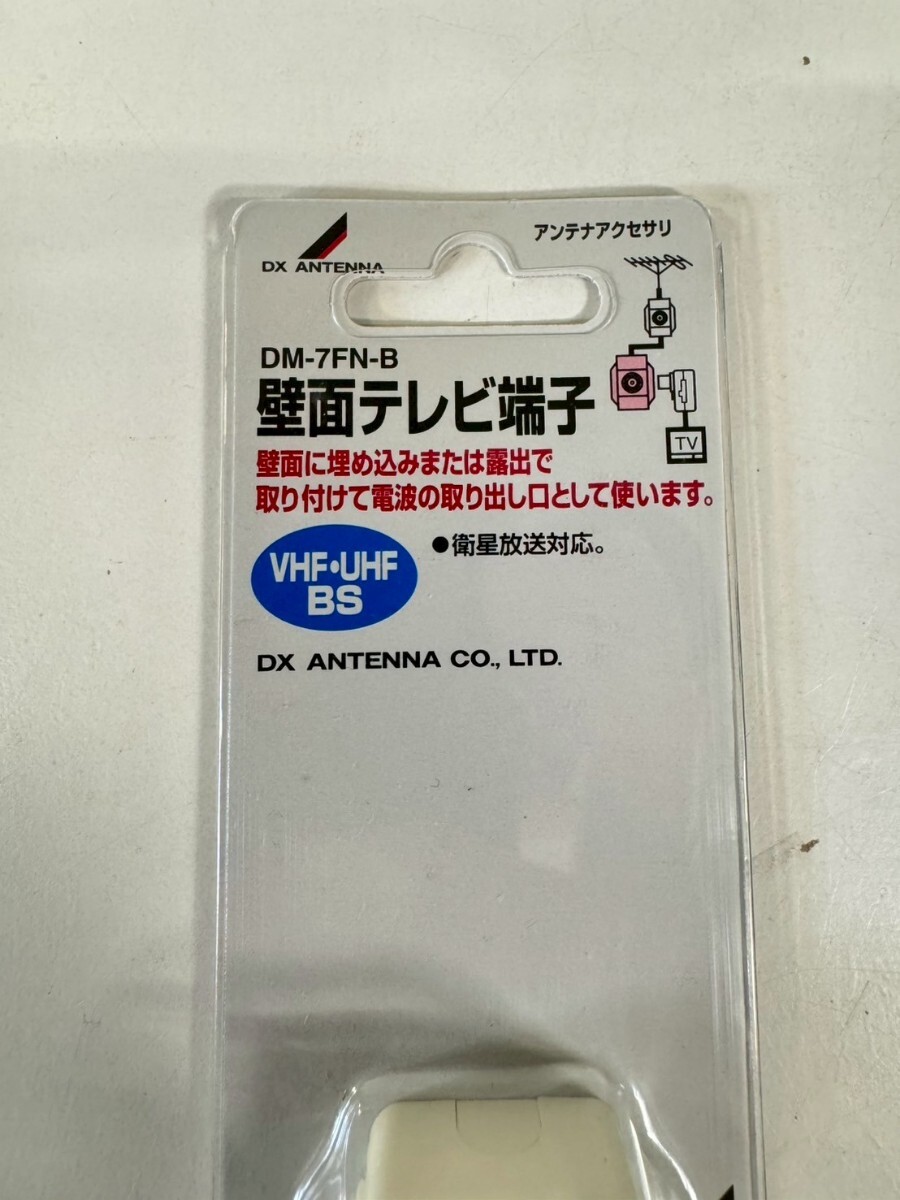 DX ANTENNA
アンテナアクセサリ
DM-7FN-B
壁面テレビ端子
TV
壁面に埋め込みまたは露出で
取り付けて電波の取り出し口として使います。
VHF•UHF
BS
●衛星放送対応。
DX ANTENNA CO., LTD.